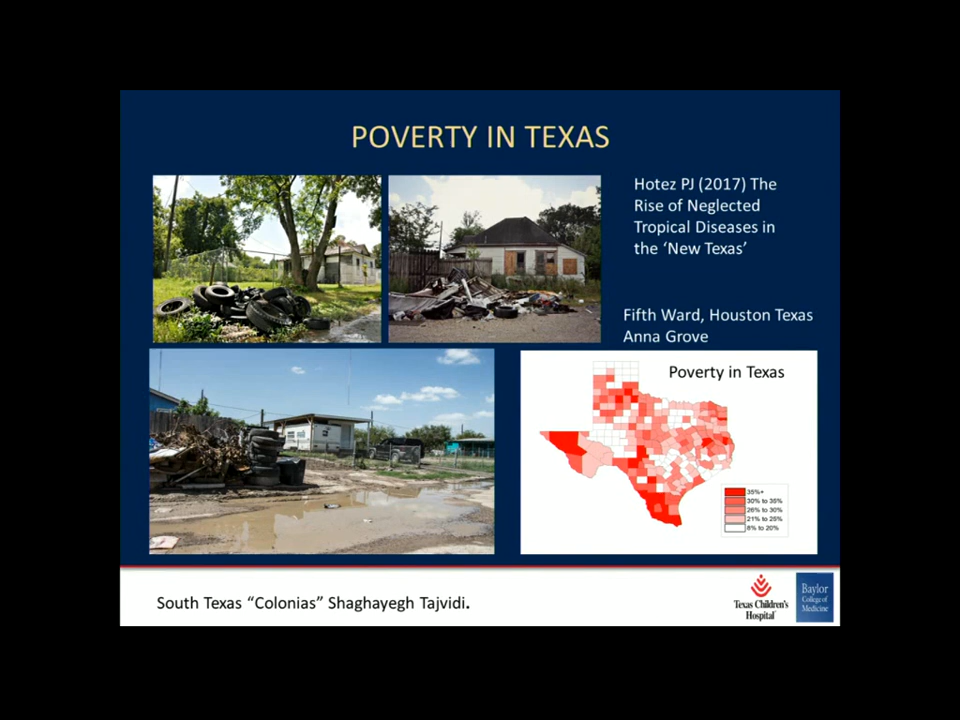 POVERTY IN TEXAS
Hotez PJ (2017) The
Rise of Neglected
Tropical Diseases in
the ‘New Texas’
Fifth Ward, Houston Texas
Anna Grove
Poverty in Texas
35%+
30% to 35%
26% to 30%
21% to 25%
8% to 20%
South Texas “Colonias” Shaghayegh Tajvidi.
Texas Children's
Hospital
Baylor
College of
Medicine